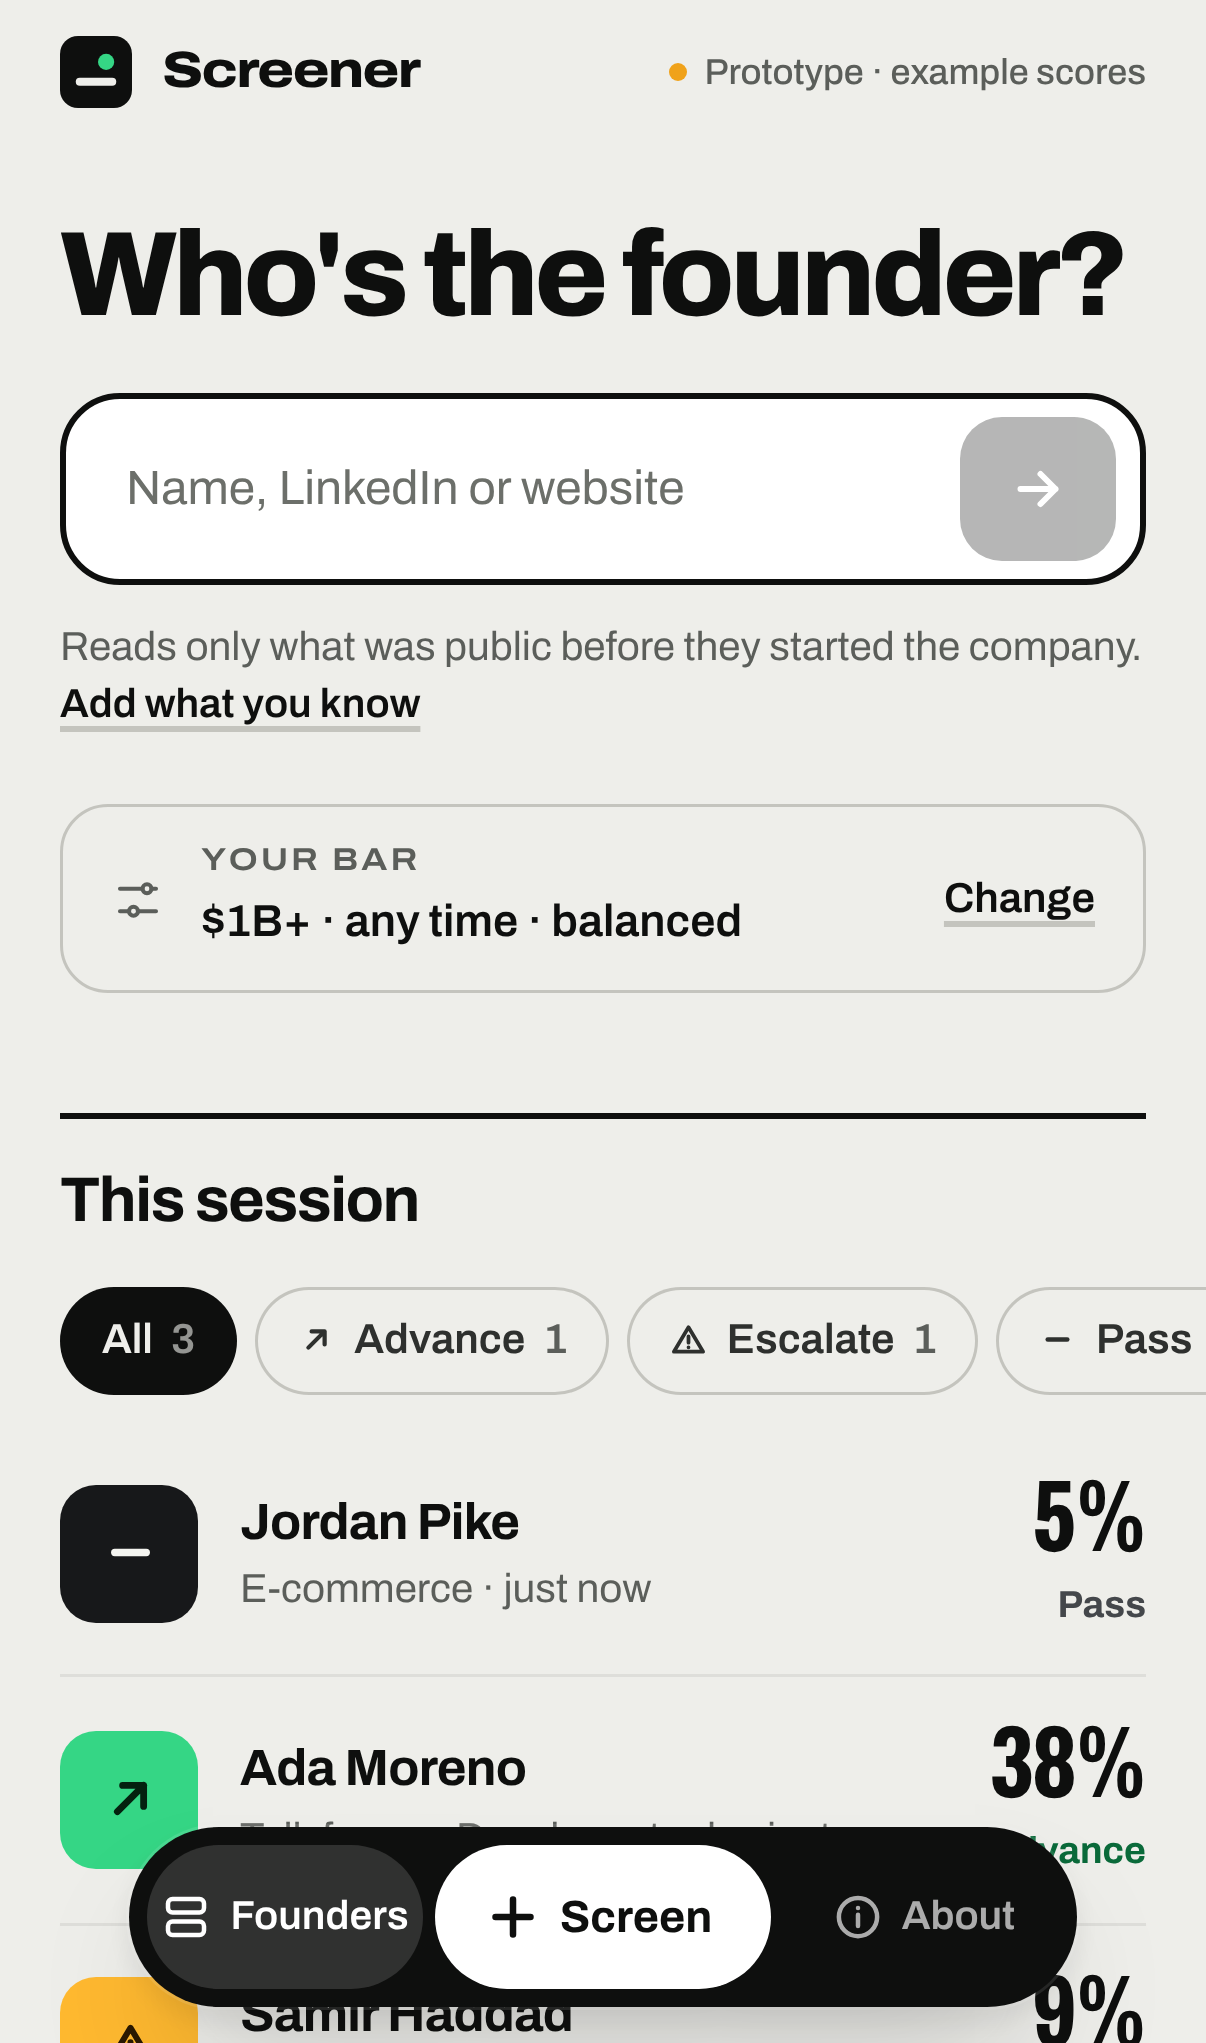 Screener
Prototype · example scores
Who's the founder?
Name, LinkedIn or website
Reads only what was public before they started the company.
Add what you know
YOUR BAR
$1B+ · any time · balanced
Change
This session
All 3
Advance 1
Escalate 1
Pass
Jordan Pike
5%
E-commerce · just now
Pass
Ada Moreno
38%
Founders
Screen
About
Samir Haddad
9%